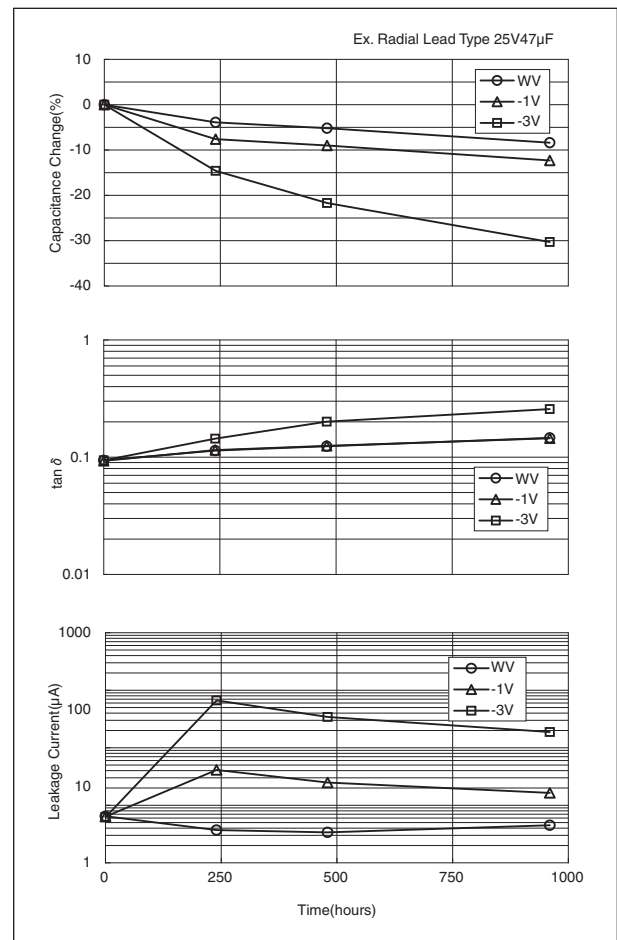 Ex. Radial Lead Type 25V47μF
10
0
-10
-20
-30
-40
Capacitance Change(%)
WV
-1V
-3V
1
0.1
0.01
tan δ
WV
-1V
-3V
1000
100
10
1
Leakage Current(μA)
WV
-1V
-3V
0 250 500 750 1000
Time(hours)